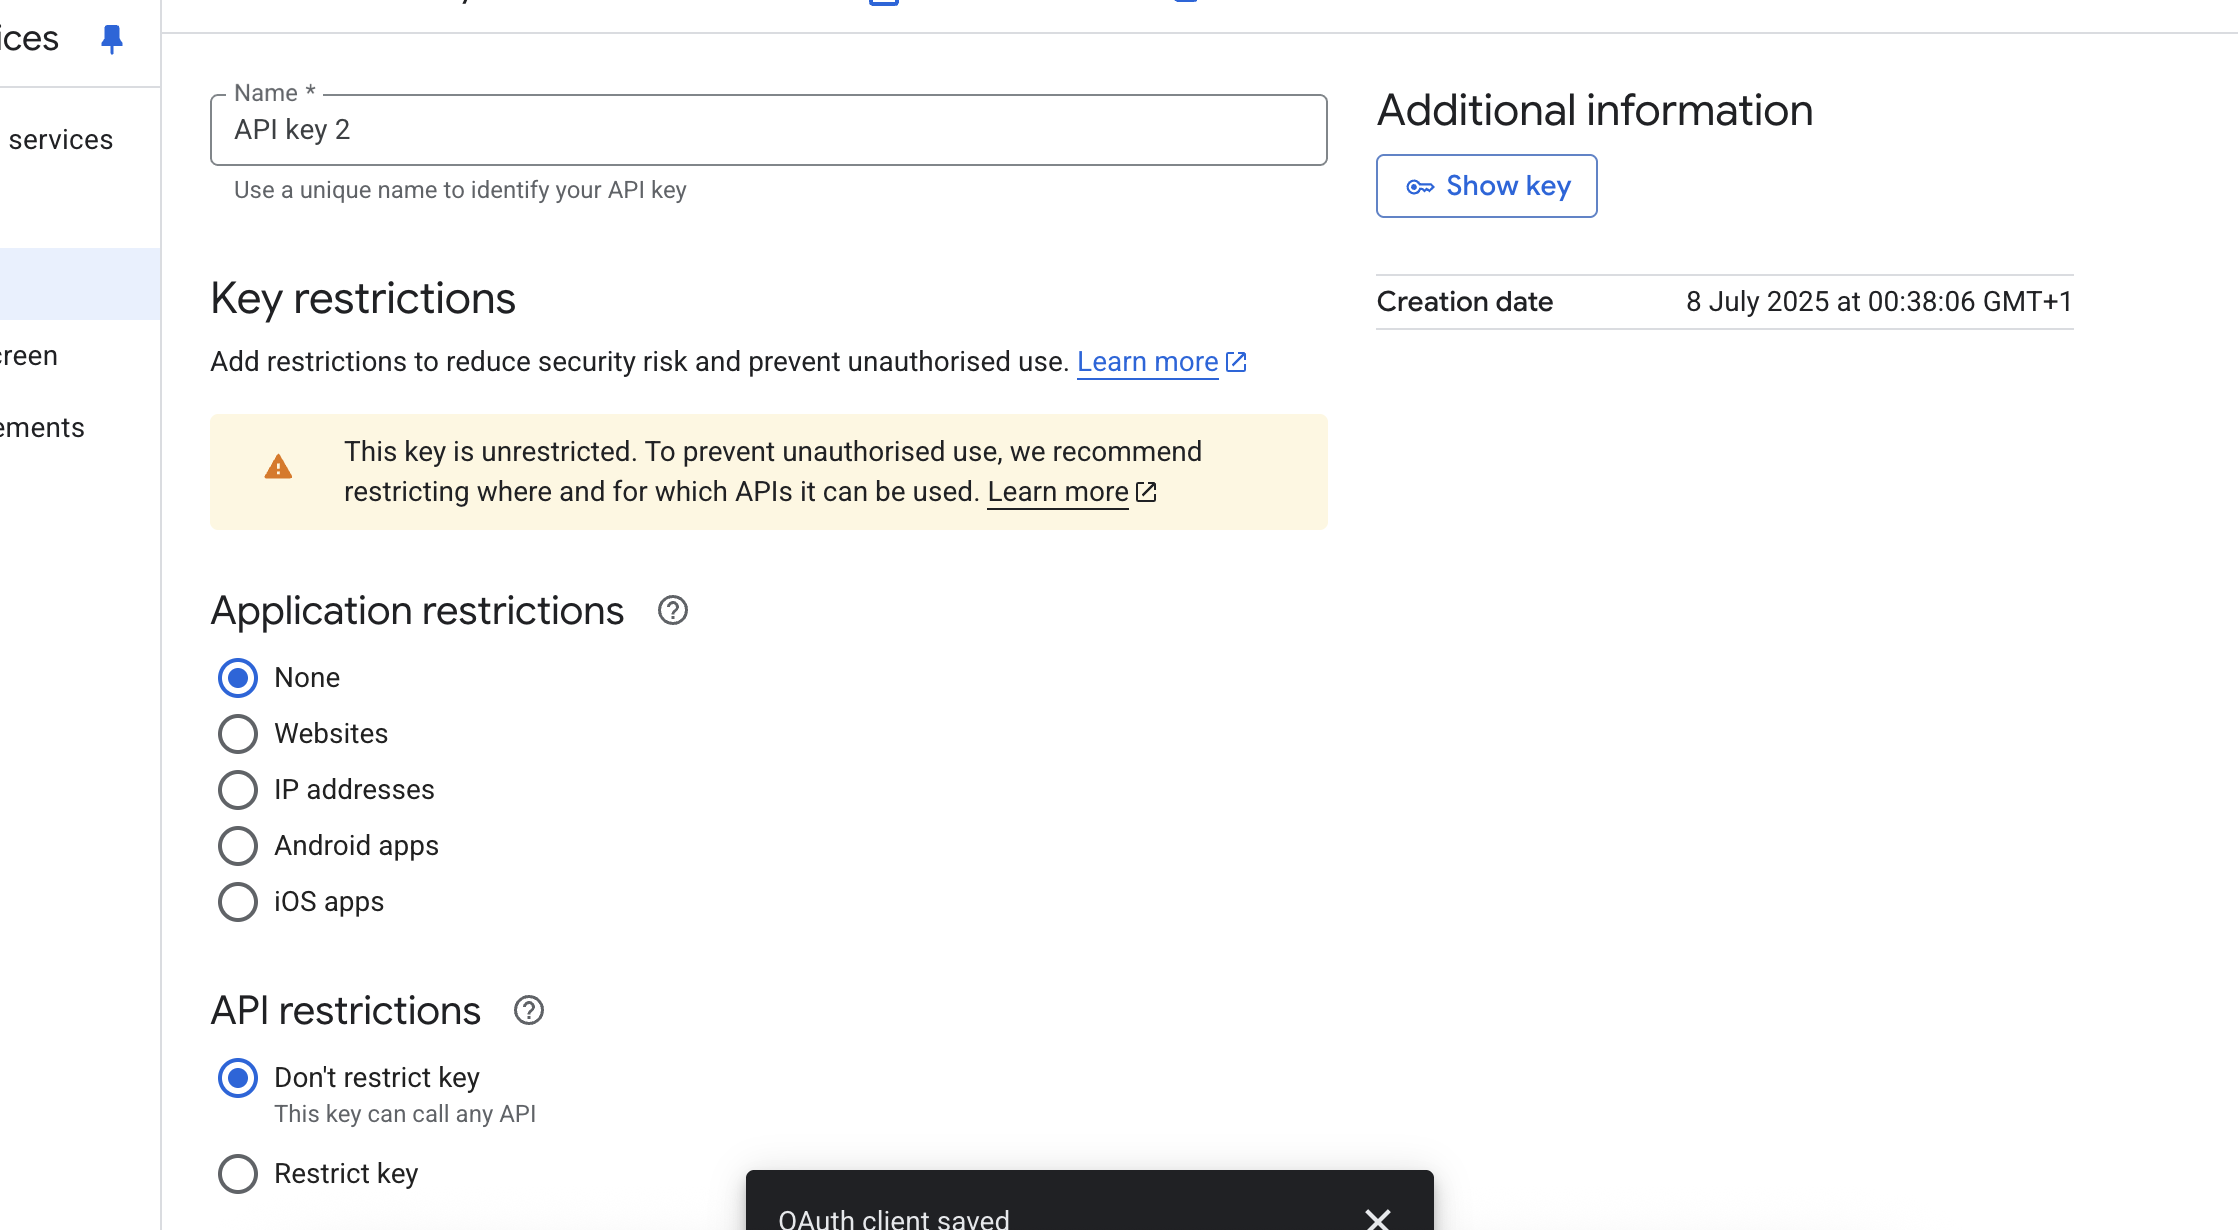 ices
services
creen
ements
Name *
API key 2
Use a unique name to identify your API key
Key restrictions
Add restrictions to reduce security risk and prevent unauthorised use. Learn more
This key is unrestricted. To prevent unauthorised use, we recommend
restricting where and for which APIs it can be used. Learn more
Application restrictions
None
Websites
IP addresses
Android apps
iOS apps
API restrictions
Don't restrict key
This key can call any API
Restrict key
Additional information
Show key
Creation date 8 July 2025 at 00:38:06 GMT+1
OAuth client saved